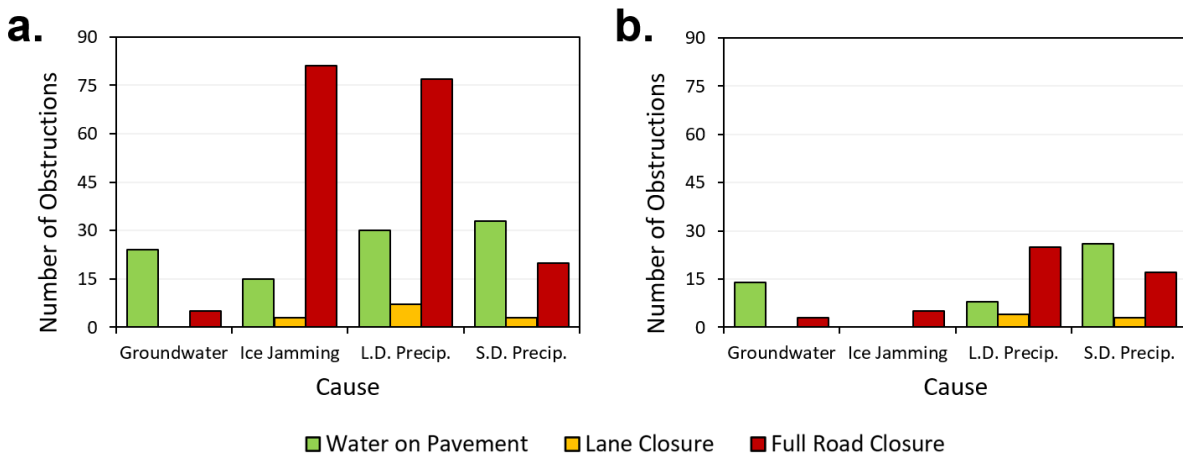 a.
Number of Obstructions
90
75
60
45
30
15
0
Groundwater Ice Jamming L.D. Precip. S.D. Precip.
Cause
b.
Number of Obstructions
90
75
60
45
30
15
0
Groundwater Ice Jamming L.D. Precip. S.D. Precip.
Cause
Water on Pavement Lane Closure Full Road Closure